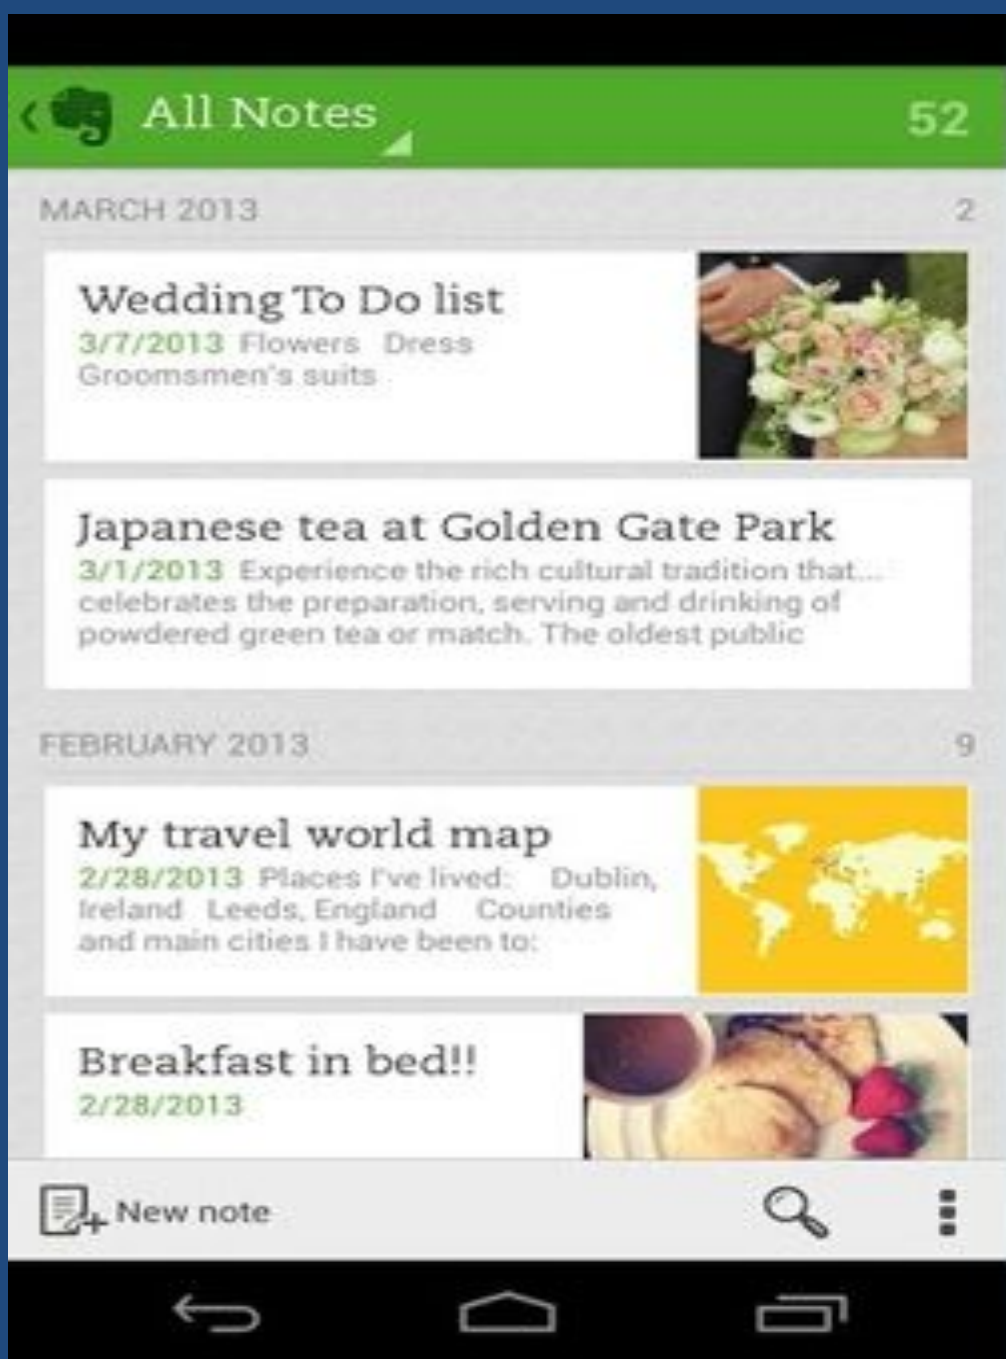 All Notes 52
MARCH 2013 2
Wedding To Do list
3/7/2013 Flowers Dress
Groomsmen's suits
Japanese tea at Golden Gate Park
3/1/2013 Experience the rich cultural tradition that...
celebrates the preparation, serving and drinking of
powdered green tea or match. The oldest public
FEBRUARY 2013 9
My travel world map
2/28/2013 Places I've lived: Dublin,
Ireland Leeds, England Counties
and main cities I have been to:
Breakfast in bed!!
2/28/2013
New note